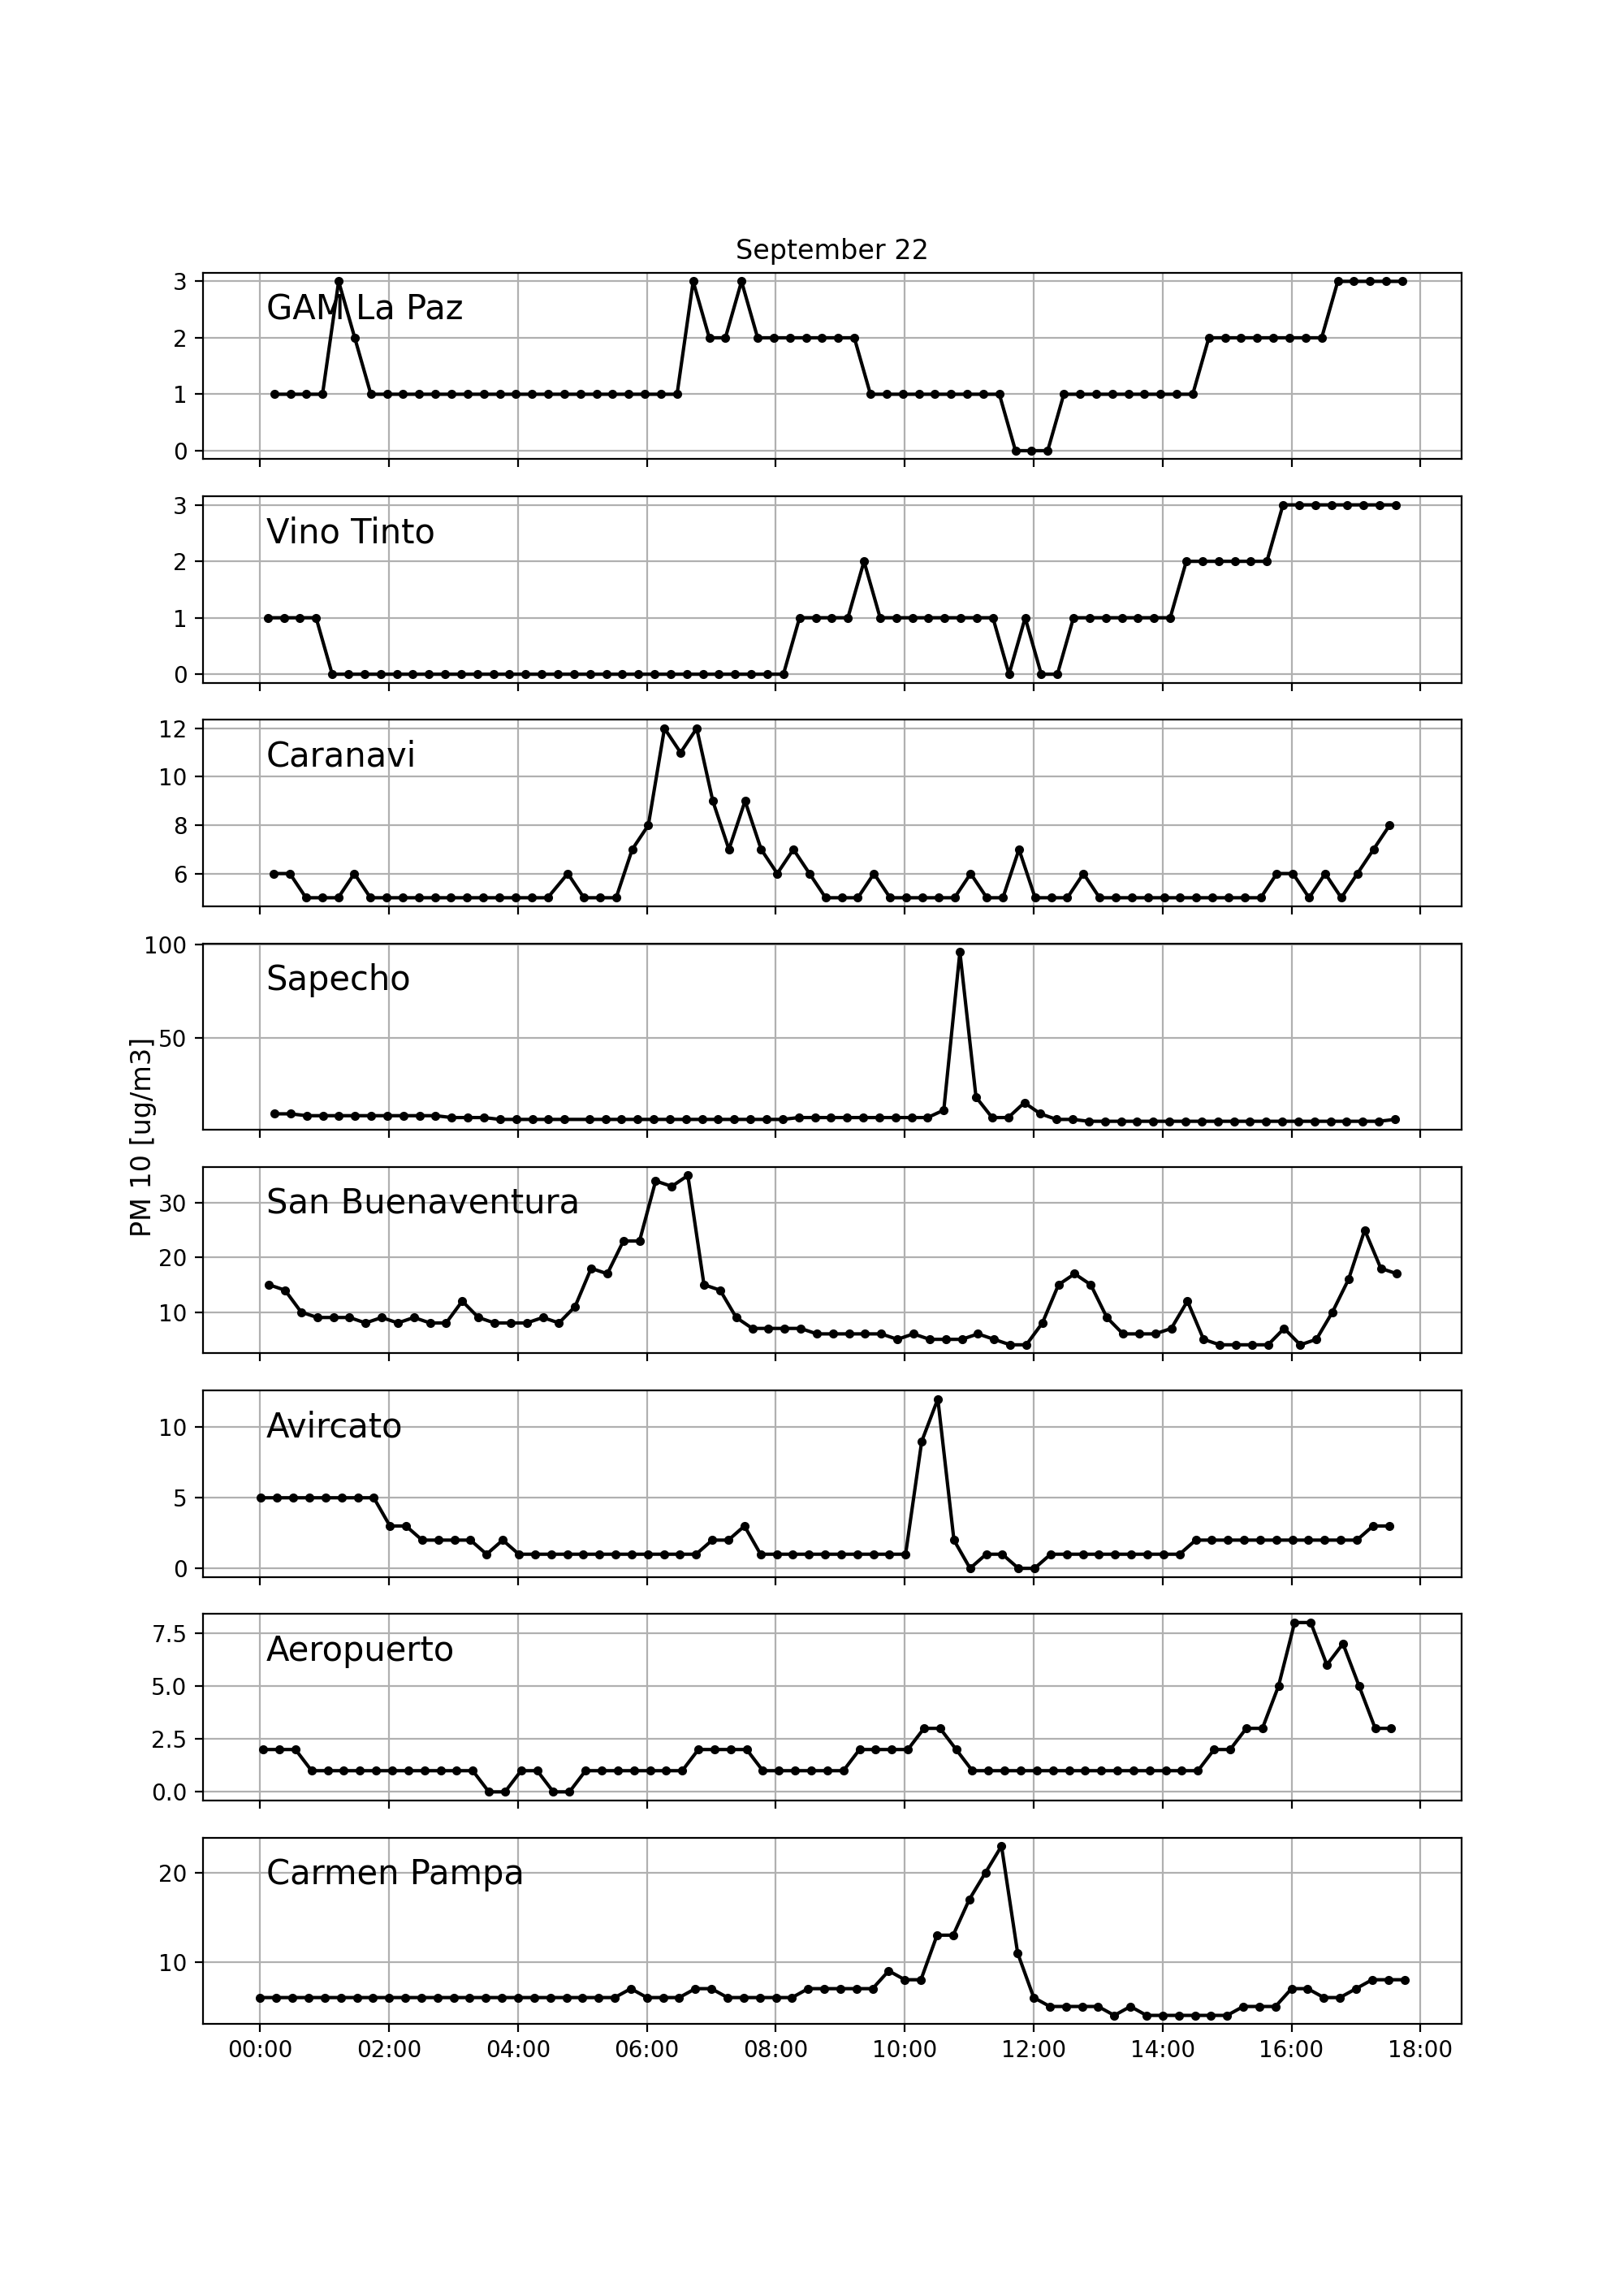 September 22
GAM La Paz
3
2
1
0
Vino Tinto
3
2
1
0
Caranavi
12
10
8
6
Sapecho
100
50
PM 10 [ug/m3]
San Buenaventura
30
20
10
Avircato
10
5
0
Aeropuerto
7.5
5.0
2.5
0.0
Carmen Pampa
20
10
00:00 02:00 04:00 06:00 08:00 10:00 12:00 14:00 16:00 18:00